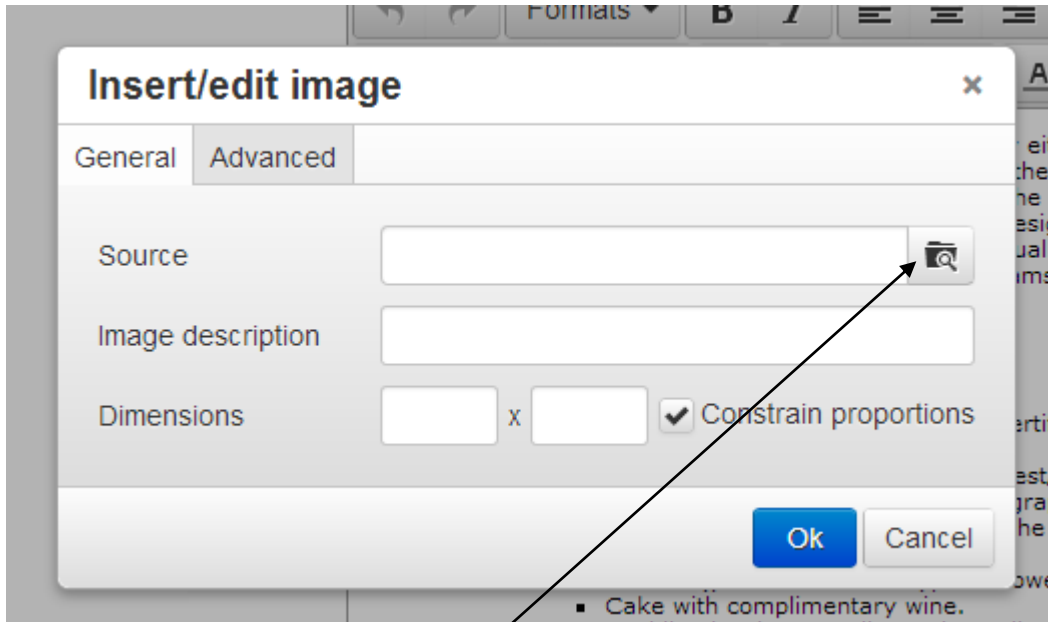 Formats B I
Insert/edit image ×
A
General Advanced
Source
Image description
Dimensions x Constrain proportions
Ok Cancel
Cake with complimentary wine.